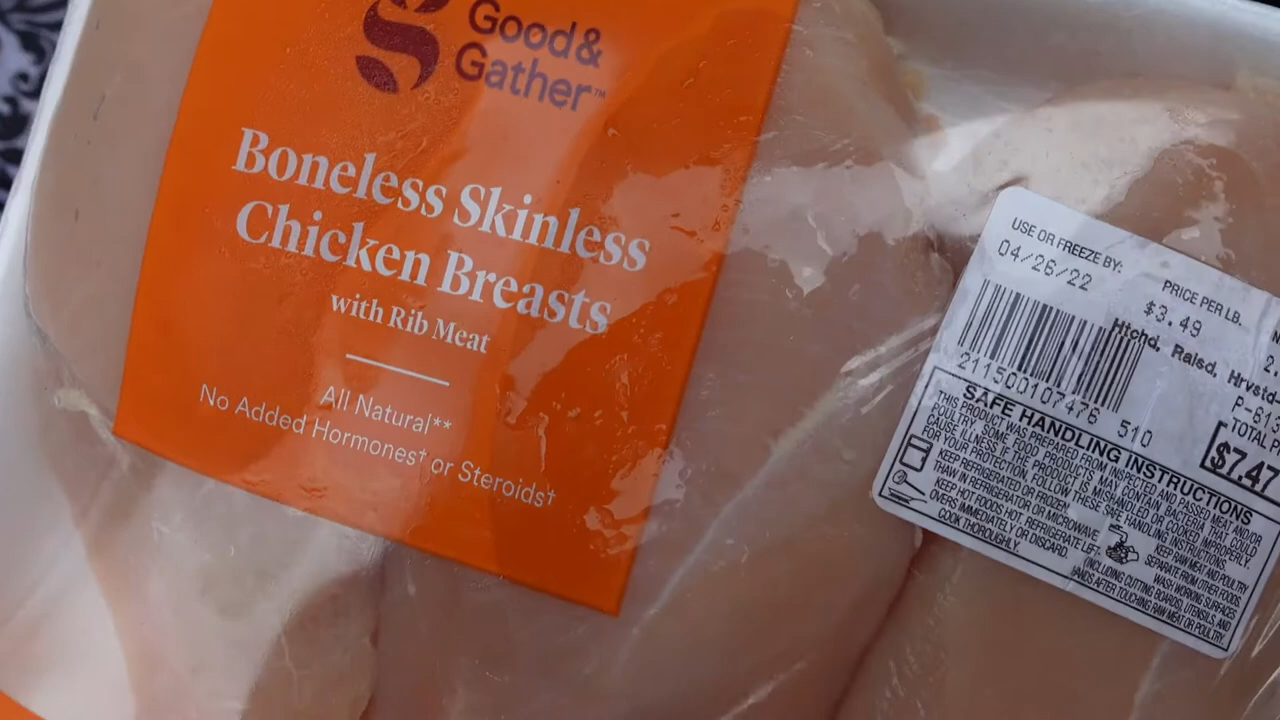 Good&
Gather™
Boneless Skinless
Chicken Breasts
with Rib Meat
All Natural**
No Added Hormones† or Steroids†
USE OR FREEZE BY:
04/26/22
PRICE PER LB.
$3.49
Htchd, Raisd, Hrvstd
P-613
211500107476 510
TOTAL
$7.47
SAFE HANDLING INSTRUCTIONS
THIS PRODUCT WAS PREPARED FROM INSPECTED AND PASSED MEAT AND/OR
POULTRY. SOME FOOD PRODUCTS MAY CONTAIN BACTERIA THAT COULD
CAUSE ILLNESS IF THE PRODUCT IS MISHANDLED OR COOKED IMPROPERLY.
FOR YOUR PROTECTION, FOLLOW THESE SAFE HANDLING INSTRUCTIONS.
KEEP REFRIGERATED OR FROZEN.
THAW IN REFRIGERATOR OR MICROWAVE.
KEEP HOT FOODS HOT. REFRIGERATE LEFT
OVERS IMMEDIATELY OR DISCARD.
COOK THOROUGHLY.
KEEP RAW MEAT AND POULTRY
SEPARATE FROM OTHER FOODS.
WASH WORKING SURFACES
(INCLUDING CUTTING BOARDS), UTENSILS, AND
HANDS AFTER TOUCHING RAW MEAT OR POULTRY.